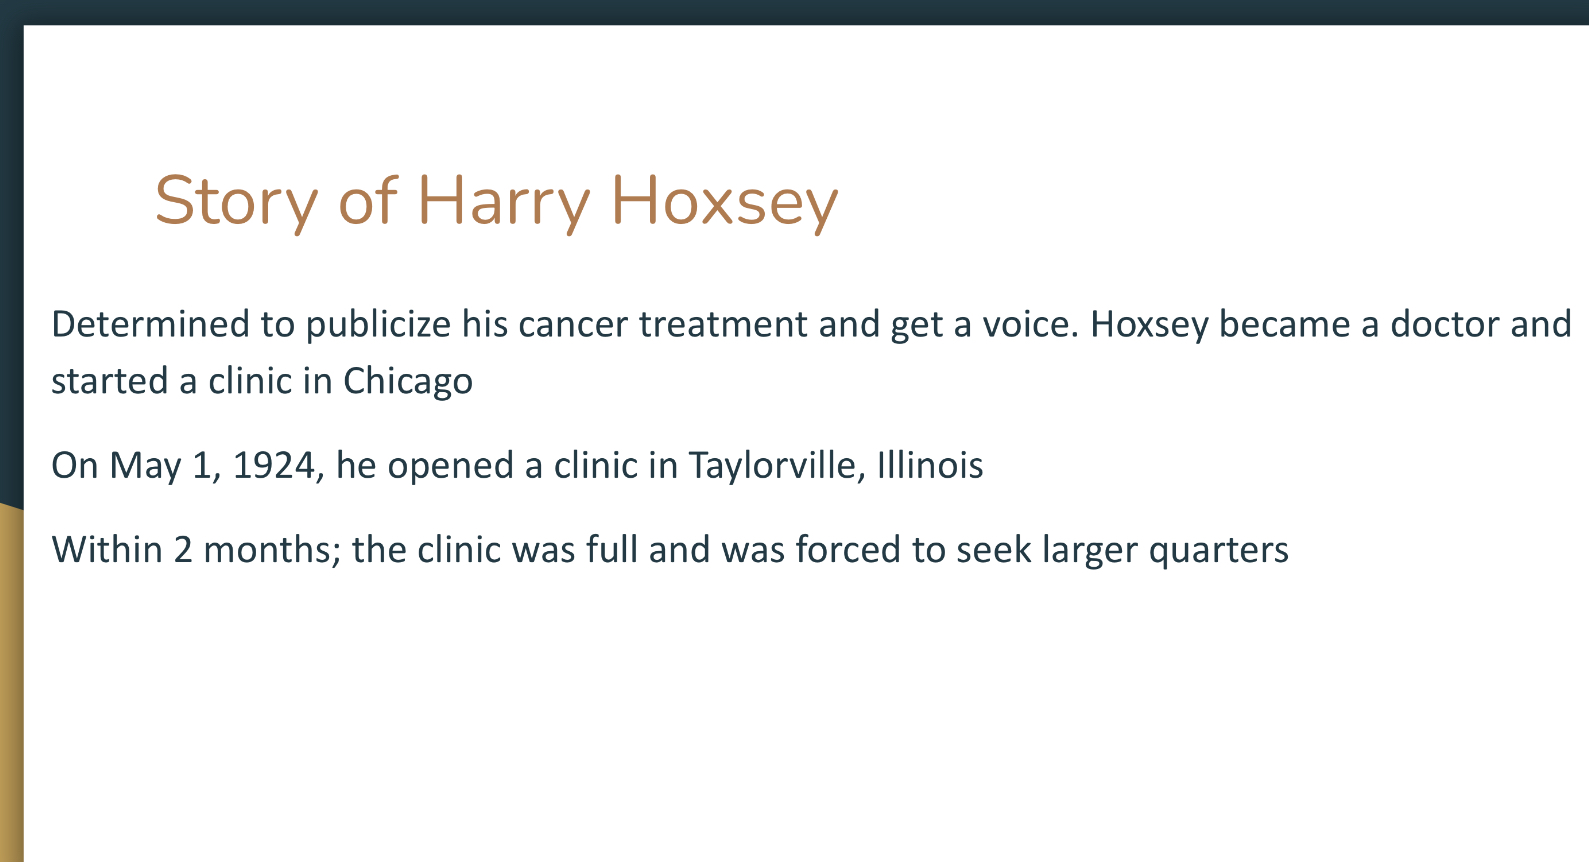 Story of Harry Hoxsey
Determined to publicize his cancer treatment and get a voice. Hoxsey became a doctor and
started a clinic in Chicago
On May 1, 1924, he opened a clinic in Taylorville, Illinois
Within 2 months; the clinic was full and was forced to seek larger quarters